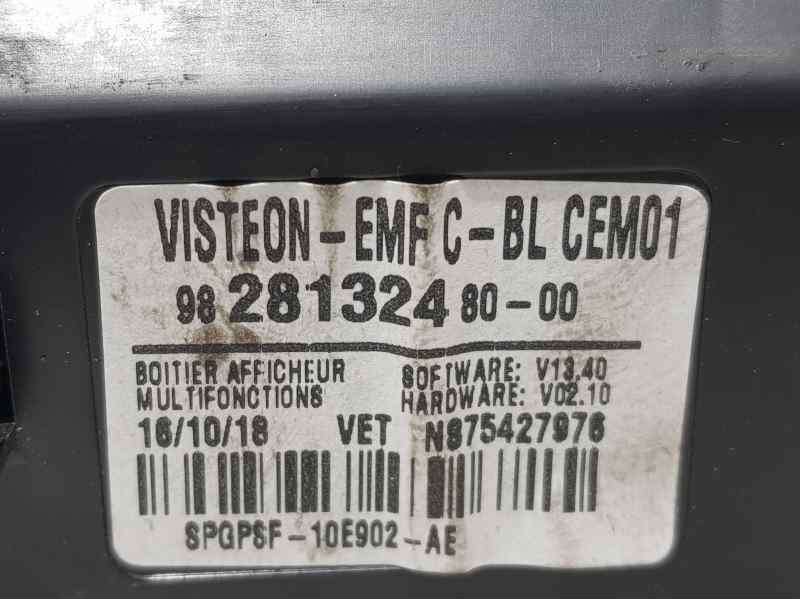 VISTEON-EMF C-BL CEM01
98 281324 80-00
BOITIER AFFICHEUR SOFTWARE: V13.40
MULTIFONCTIONS HARDWARE: V02.10
16/10/18 VET N875427976
SPGPSF-10E902-AE